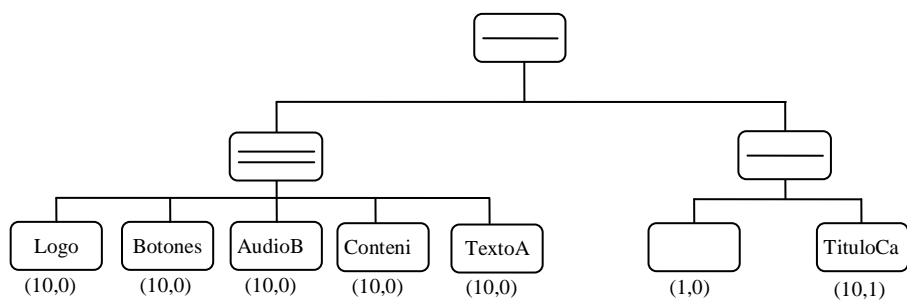 Logo
Botones
AudioB
Conteni
TextoA
TituloCa
(10,0)
(10,0)
(10,0)
(10,0)
(10,0)
(1,0)
(10,1)